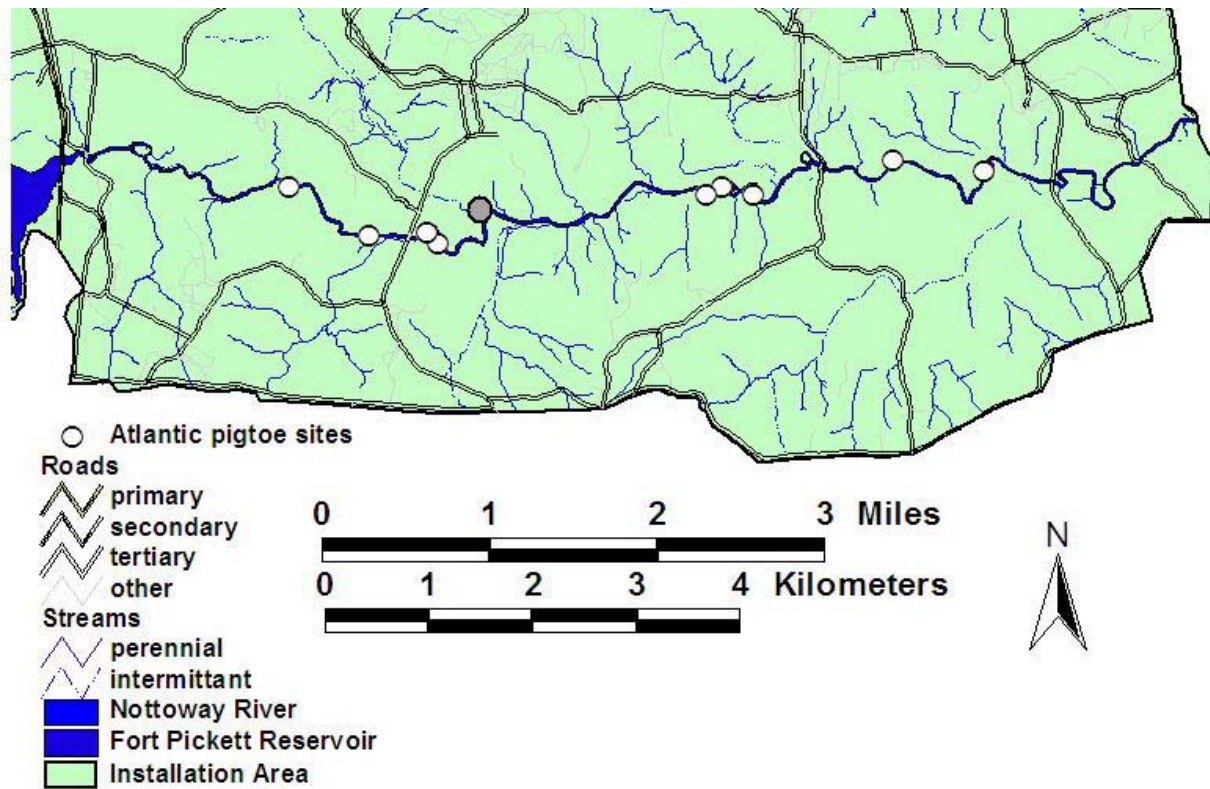 Atlantic pigtoe sites
Roads
primary
secondary
tertiary
other
Streams
perennial
intermittant
Nottoway River
Fort Pickett Reservoir
Installation Area
0 1 2 3 Miles
0 1 2 3 4 Kilometers
N